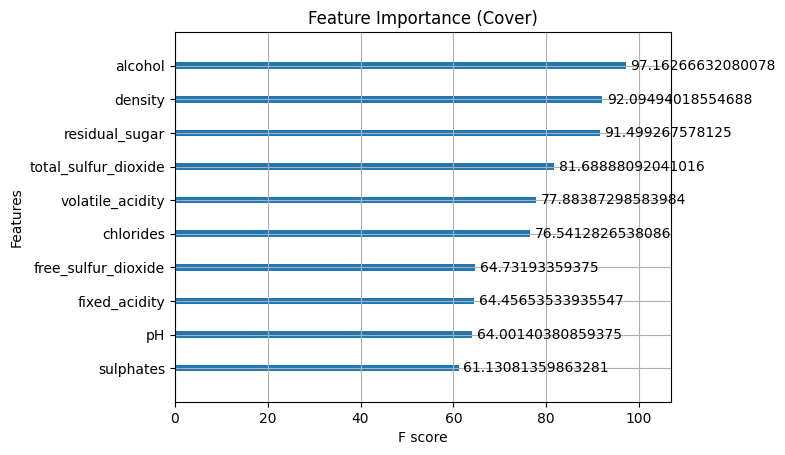 Feature Importance (Cover)
alcohol 97.16266632080078
density 92.09494018554688
residual_sugar 91.499267578125
total_sulfur_dioxide 81.68888092041016
volatile_acidity 77.88387298583984
chlorides 76.5412826538086
free_sulfur_dioxide 64.73193359375
fixed_acidity 64.45653533935547
pH 64.00140380859375
sulphates 61.13081359863281
Features
0 20 40 60 80 100
F score